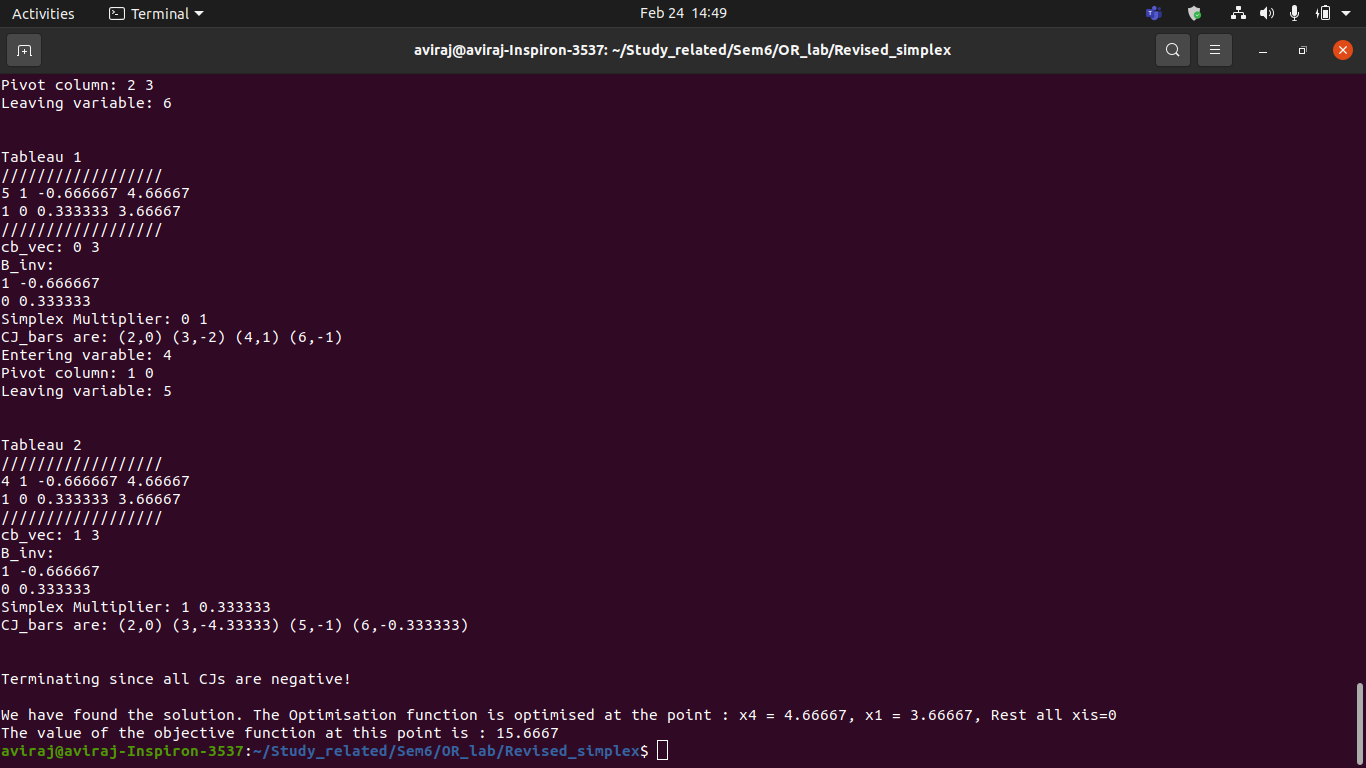 Activities Terminal Feb 24 14:49
aviraj@aviraj-Inspiron-3537: ~/Study_related/Sem6/OR_lab/Revised_simplex
Pivot column: 2 3
Leaving variable: 6
Tableau 1
//////////////////
5 1 -0.666667 4.66667
1 0 0.333333 3.66667
//////////////////
cb_vec: 0 3
B_inv:
1 -0.666667
0 0.333333
Simplex Multiplier: 0 1
CJ_bars are: (2,0) (3,-2) (4,1) (6,-1)
Entering varable: 4
Pivot column: 1 0
Leaving variable: 5
Tableau 2
//////////////////
4 1 -0.666667 4.66667
1 0 0.333333 3.66667
//////////////////
cb_vec: 1 3
B_inv:
1 -0.666667
0 0.333333
Simplex Multiplier: 1 0.333333
CJ_bars are: (2,0) (3,-4.33333) (5,-1) (6,-0.333333)
Terminating since all CJs are negative!
We have found the solution. The Optimisation function is optimised at the point : x4 = 4.66667, x1 = 3.66667, Rest all xis=0
The value of the objective function at this point is : 15.6667
aviraj@aviraj-Inspiron-3537:~/Study_related/Sem6/OR_lab/Revised_simplex$